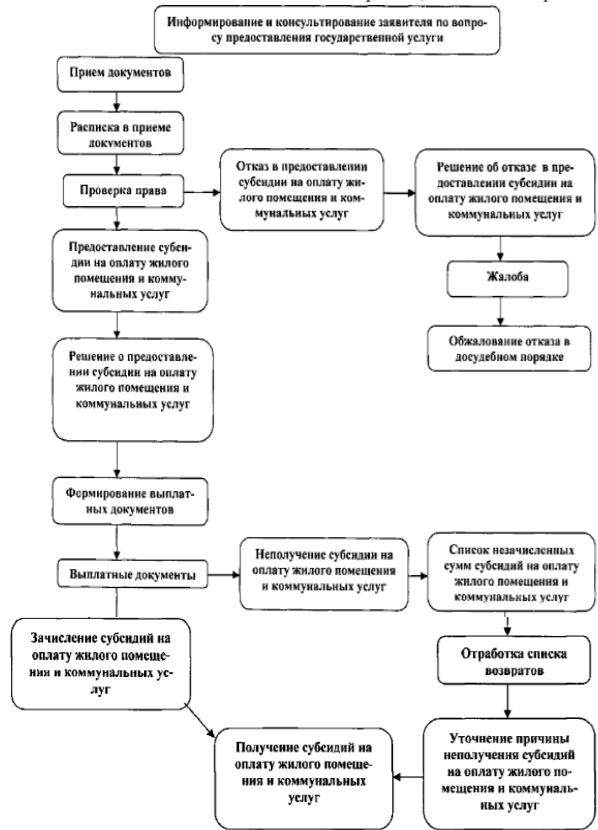 Информирование и консультирование заявителя по вопро-
су предоставления государственной услуги
Прием документов
Расписка в приеме
документов
Проверка права
Отказ в предоставлении
субсидии на оплату жи-
лого помещения и ком-
мунальных услуг
Решение об отказе в пре-
доставлении субсидии на
оплату жилого помещения и
коммунальных услуг
Предоставление субси-
дии на оплату жилого
помещения и комму-
нальных услуг
Жалоба
Обжалование отказа в
досудебном порядке
Решение о предоставле-
нии субсидии на оплату
жилого помещения и
коммунальных услуг
Формирование выплат-
ных документов
Выплатные документы
Неполучение субсидии на
оплату жилого помещения
и коммунальных услуг
Список незачисленных
сумм субсидий на оплату
жилого помещения и
коммунальных услуг
Зачисление субсидий на
оплату жилого помеще-
ния и коммунальных ус-
луг
Отработка списка
возвратов
Получение субсидий на
оплату жилого помеще-
ния и коммунальных
услуг
Уточнение причины
неполучения субсидий
на оплату жилого по-
мещения и коммуналь-
ных услуг